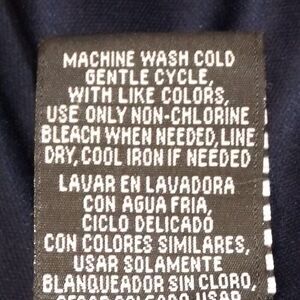 MACHINE WASH COLD
GENTLE CYCLE,
WITH LIKE COLORS,
USE ONLY NON-CHLORINE
BLEACH WHEN NEEDED, LINE
DRY, COOL IRON IF NEEDED
LAVAR EN LAVADORA
CON AGUA FRIA,
CICLO DELICADO
CON COLORES SIMILARES,
USAR SOLAMENTE
BLANQUEADOR SIN CLORO,